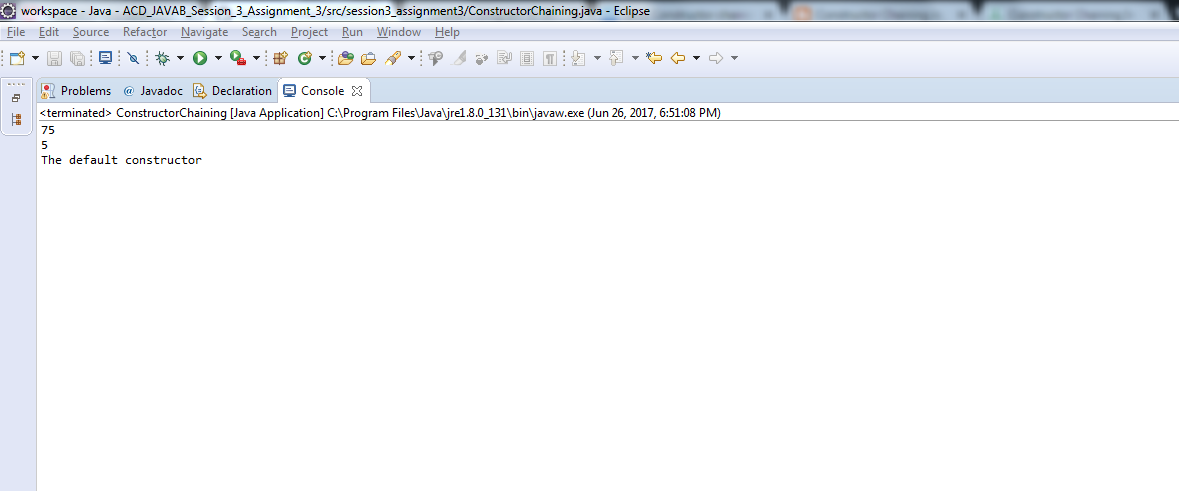 workspace - Java - ACD_JAVAB_Session_3_Assignment_3/src/session3_assignment3/ConstructorChaining.java - Eclipse
File Edit Source Refactor Navigate Search Project Run Window Help
Problems @ Javadoc Declaration Console
<terminated> ConstructorChaining [Java Application] C:\Program Files\Java\jre1.8.0_131\bin\javaw.exe (Jun 26, 2017, 6:51:08 PM)
75
5
The default constructor